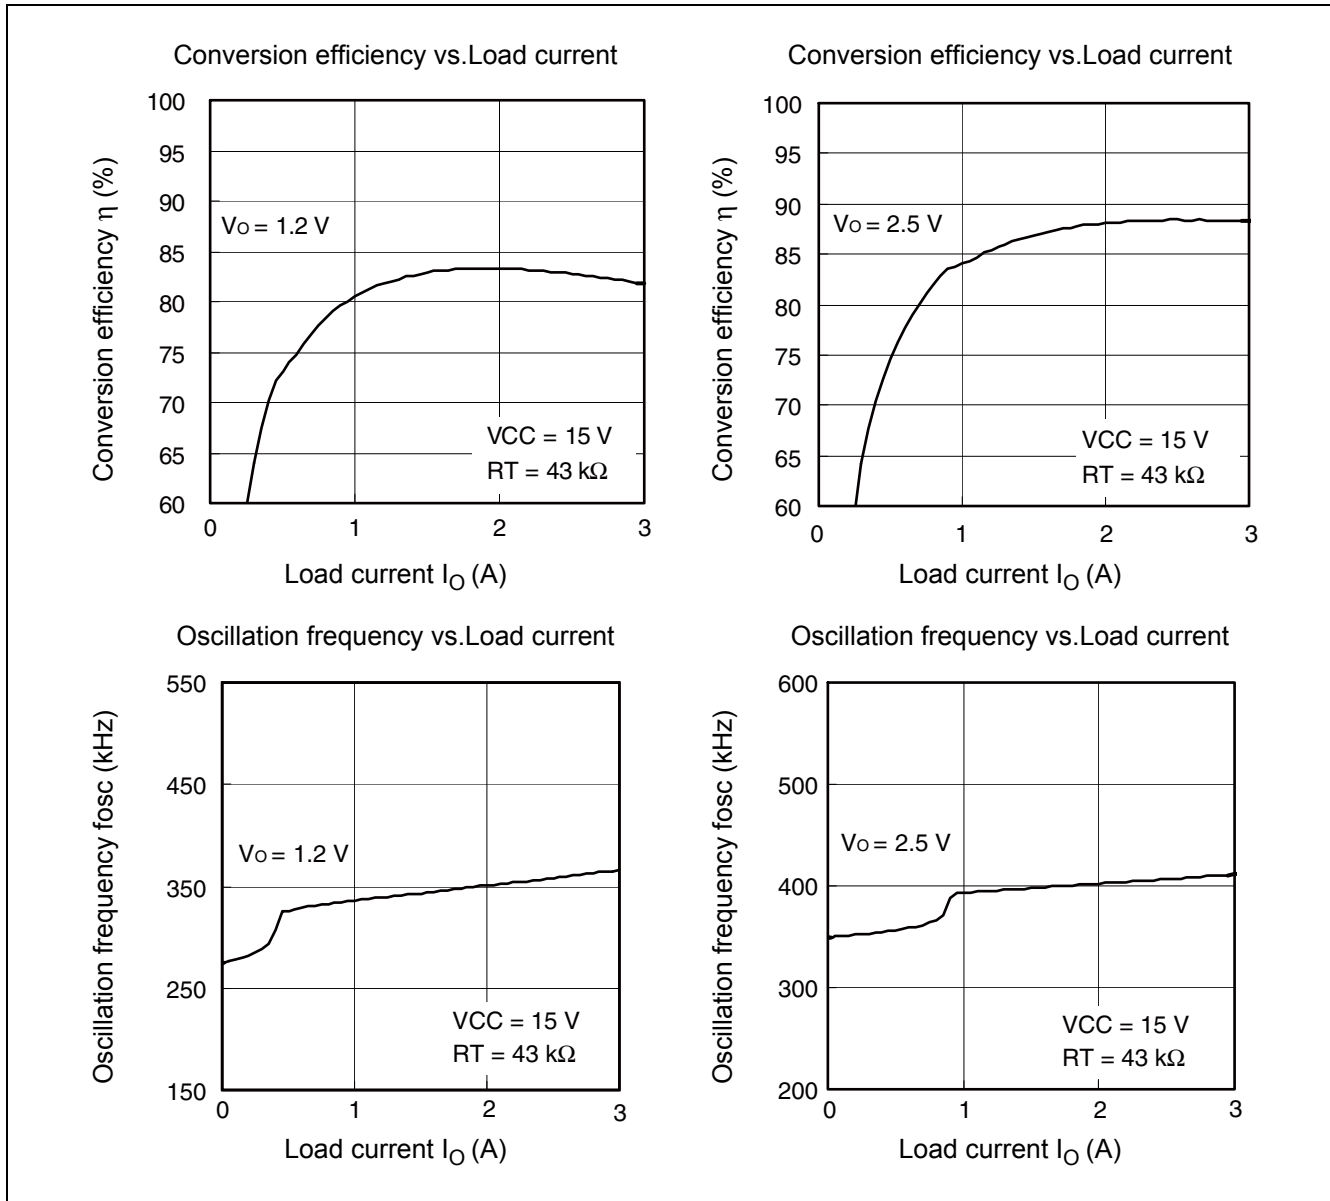 Conversion efficiency vs.Load current
Conversion efficiency η (%)
100
95
90
85
80
75
70
65
60
VO = 1.2 V
VCC = 15 V
RT = 43 kΩ
0 1 2 3
Load current IO (A)
Conversion efficiency vs.Load current
Conversion efficiency η (%)
100
95
90
85
80
75
70
65
60
VO = 2.5 V
VCC = 15 V
RT = 43 kΩ
0 1 2 3
Load current IO (A)
Oscillation frequency vs.Load current
Oscillation frequency fosc (kHz)
550
450
350
250
150
VO = 1.2 V
VCC = 15 V
RT = 43 kΩ
0 1 2 3
Load current IO (A)
Oscillation frequency vs.Load current
Oscillation frequency fosc (kHz)
600
500
400
300
200
VO = 2.5 V
VCC = 15 V
RT = 43 kΩ
0 1 2 3
Load current IO (A)